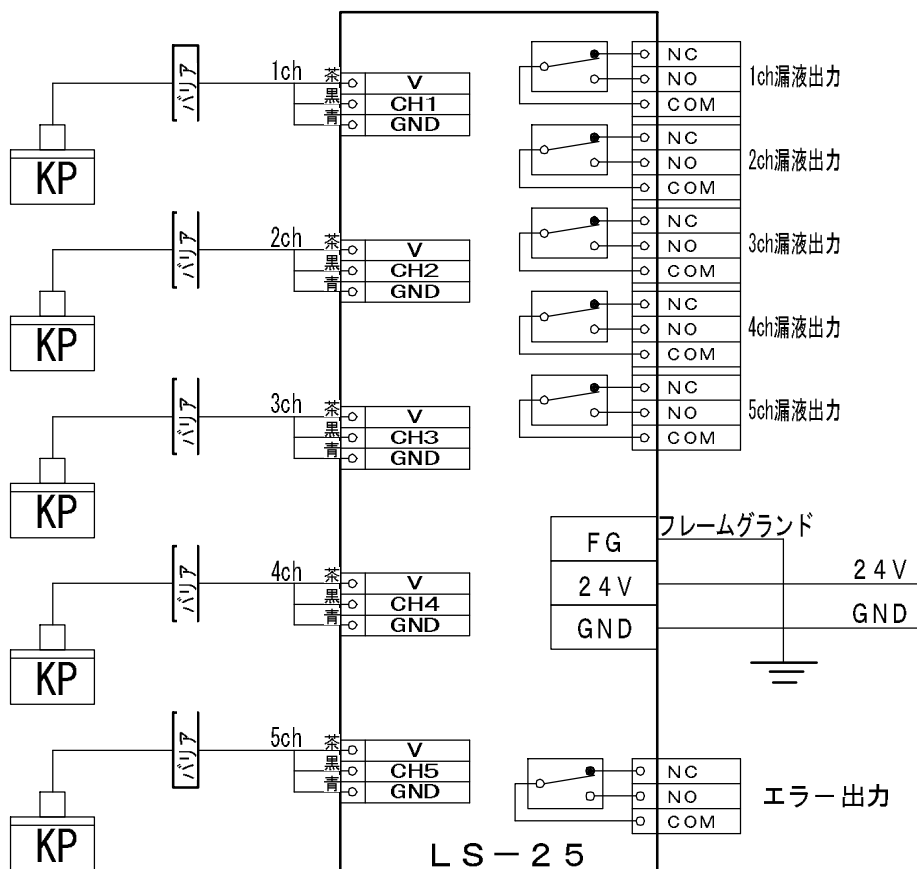 バリア
1ch
茶
黒
青
V
CH1
GND
KP
バリア
2ch
茶
黒
青
V
CH2
GND
KP
バリア
3ch
茶
黒
青
V
CH3
GND
KP
バリア
4ch
茶
黒
青
V
CH4
GND
KP
バリア
5ch
茶
黒
青
V
CH5
GND
KP
NC
NO
COM
1ch漏液出力
NC
NO
COM
2ch漏液出力
NC
NO
COM
3ch漏液出力
NC
NO
COM
4ch漏液出力
NC
NO
COM
5ch漏液出力
FG
フレームグランド
24V
24V
GND
GND
NC
NO
COM
エラー出力
LS-25